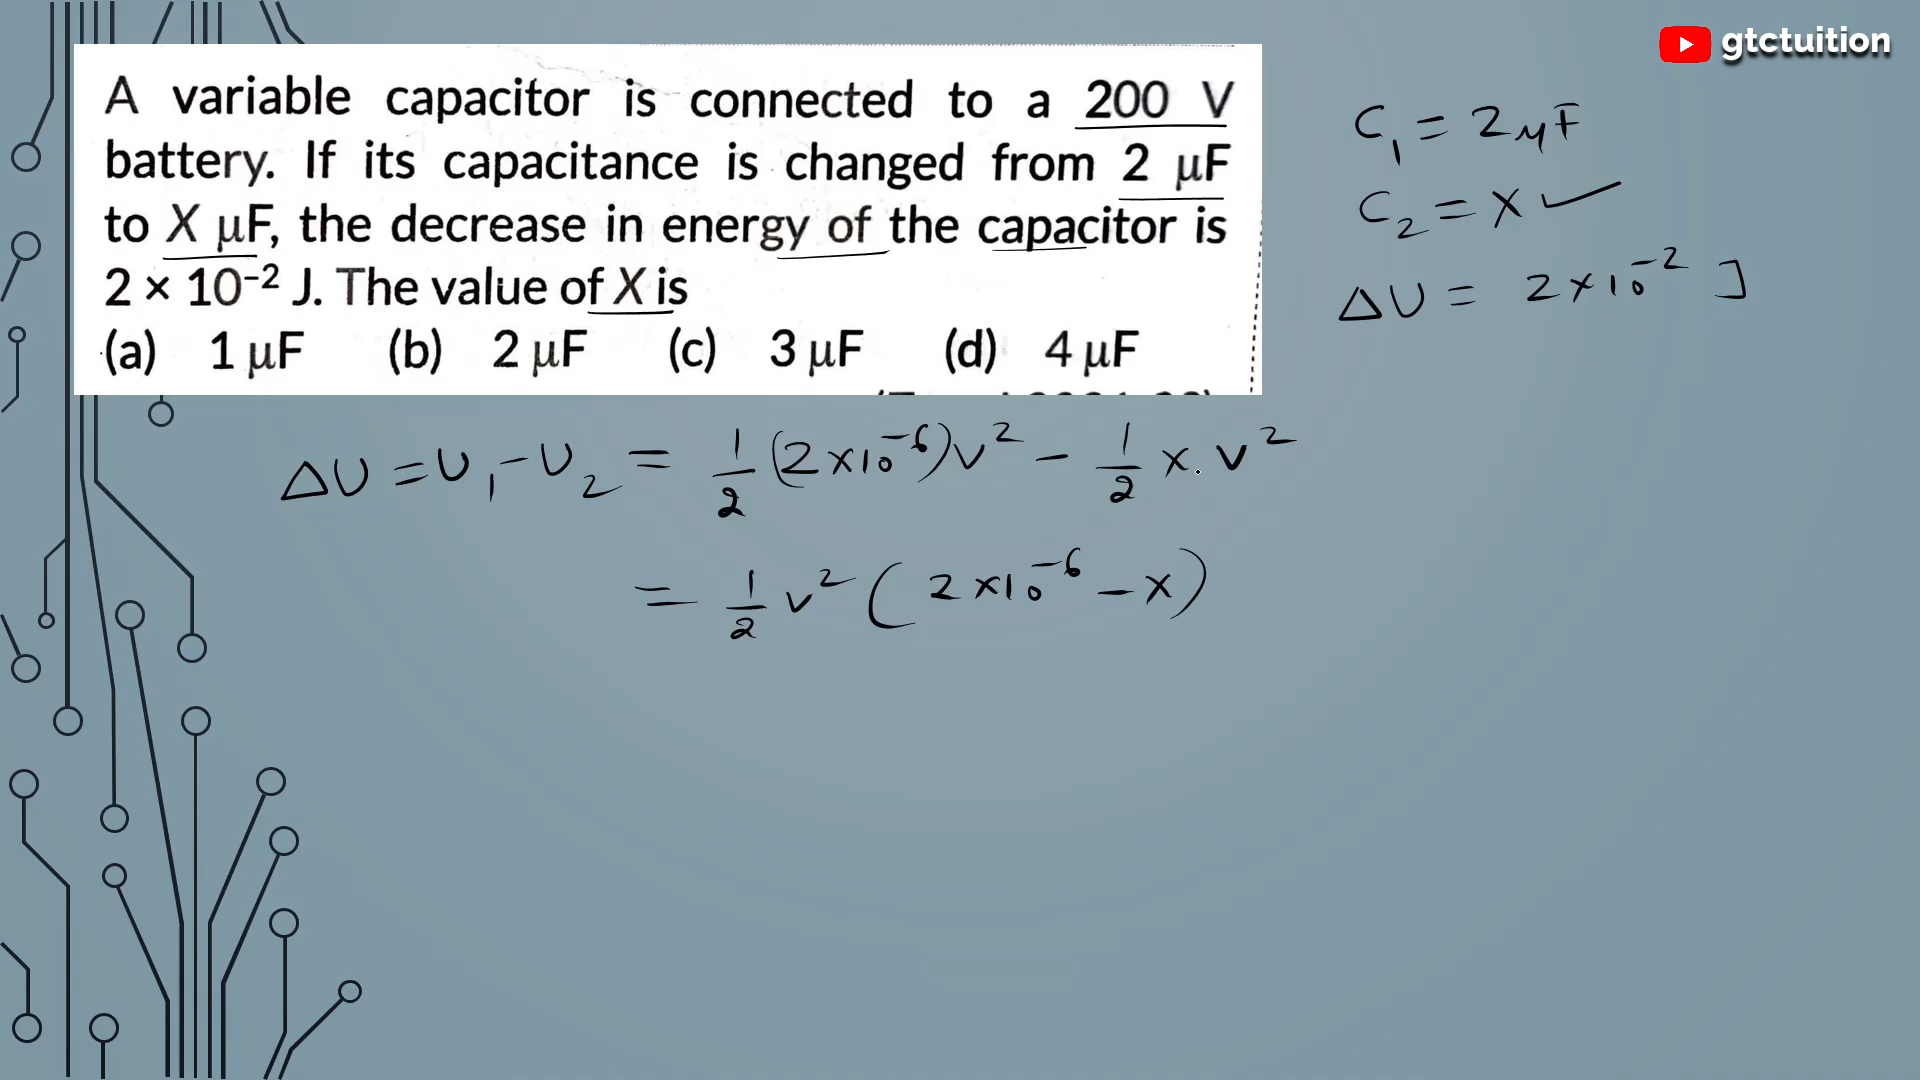 gtctuition
A variable capacitor is connected to a 200 V
battery. If its capacitance is changed from 2 μF
to X μF, the decrease in energy of the capacitor is
2 × 10⁻² J. The value of X is
(a) 1 μF (b) 2 μF (c) 3 μF (d) 4 μF
C₁ = 2μF
C₂ = X ✓
ΔU = 2×10⁻² J
ΔU = U₁ - U₂ = 1/2 (2×10⁻⁶)V² - 1/2 x.V²
= 1/2 V² (2×10⁻⁶ - x)